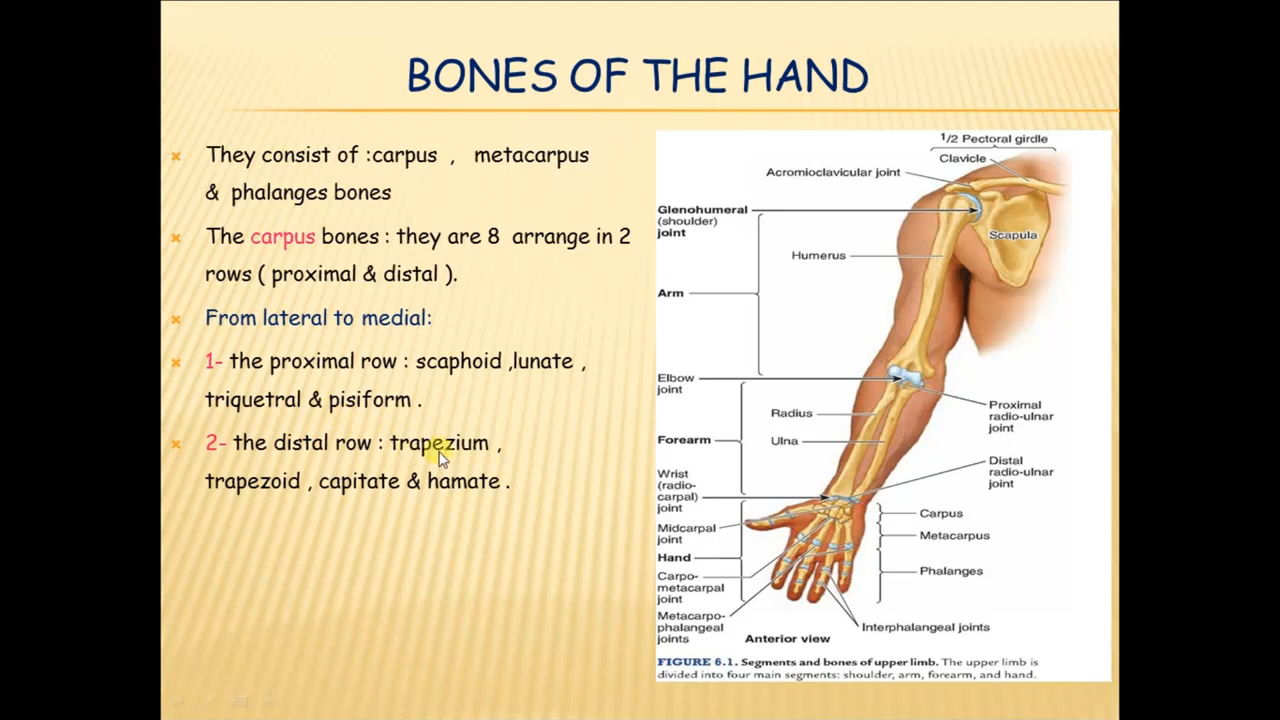 BONES OF THE HAND
They consist of :carpus , metacarpus
& phalanges bones
The carpus bones : they are 8 arrange in 2
rows ( proximal & distal ).
From lateral to medial:
1- the proximal row : scaphoid ,lunate ,
triquetral & pisiform .
2- the distal row : trapezium ,
trapezoid , capitate & hamate .
1/2 Pectoral girdle
Clavicle
Acromioclavicular joint
Glenohumeral
(shoulder)
joint
Scapula
Humerus
Arm
Elbow
joint
Proximal
radio-ulnar
joint
Radius
Forearm
Ulna
Distal
radio-ulnar
joint
Wrist
(radio-
carpal)
joint
Carpus
Midcarpal
joint
Metacarpus
Hand
Phalanges
Carpo-
metacarpal
joint
Metacarpo-
phalangeal
joints
Interphalangeal joints
Anterior view
FIGURE 6.1. Segments and bones of upper limb. The upper limb is
divided into four main segments: shoulder, arm, forearm, and hand.